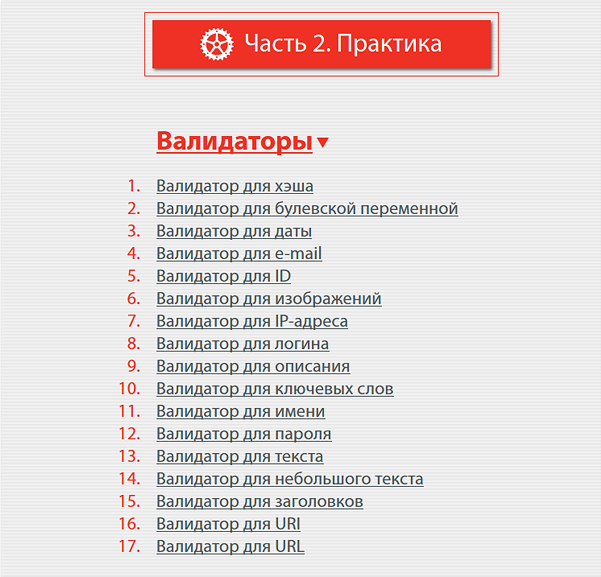 Часть 2. Практика
Валидаторы
1. Валидатор для хэша
2. Валидатор для булевской переменной
3. Валидатор для даты
4. Валидатор для e-mail
5. Валидатор для ID
6. Валидатор для изображений
7. Валидатор для IP-адреса
8. Валидатор для логина
9. Валидатор для описания
10. Валидатор для ключевых слов
11. Валидатор для имени
12. Валидатор для пароля
13. Валидатор для текста
14. Валидатор для небольшого текста
15. Валидатор для заголовков
16. Валидатор для URI
17. Валидатор для URL